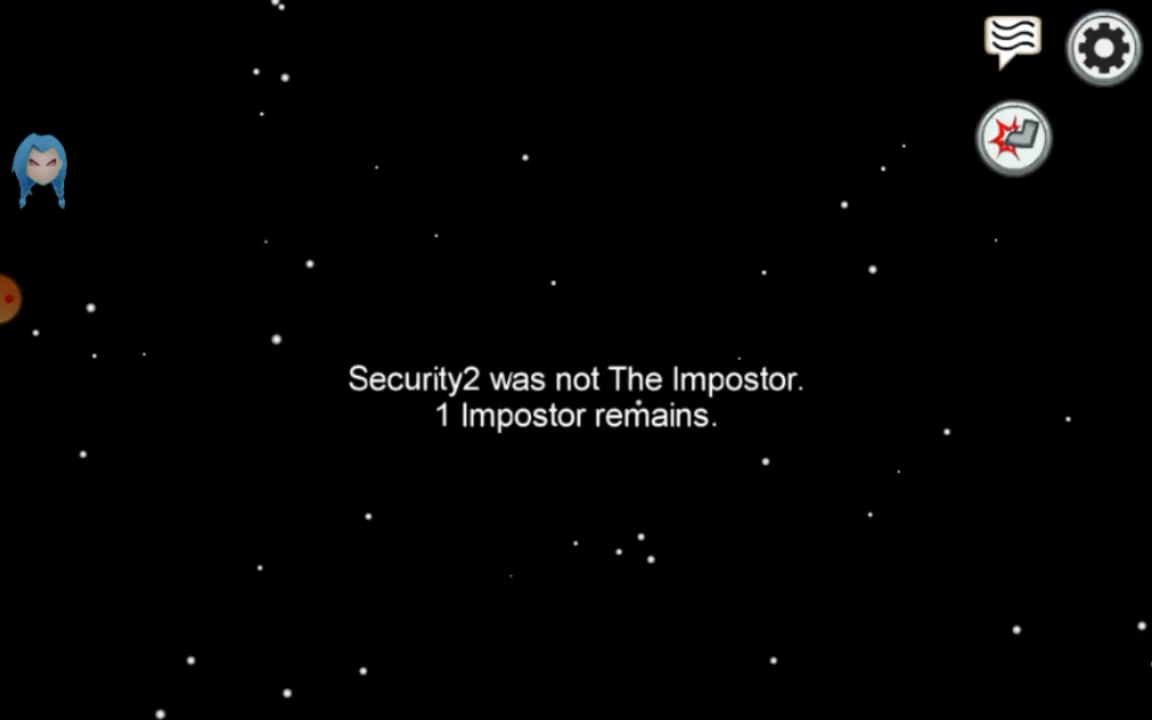 Security2 was not The Impostor.
1 Impostor remains.